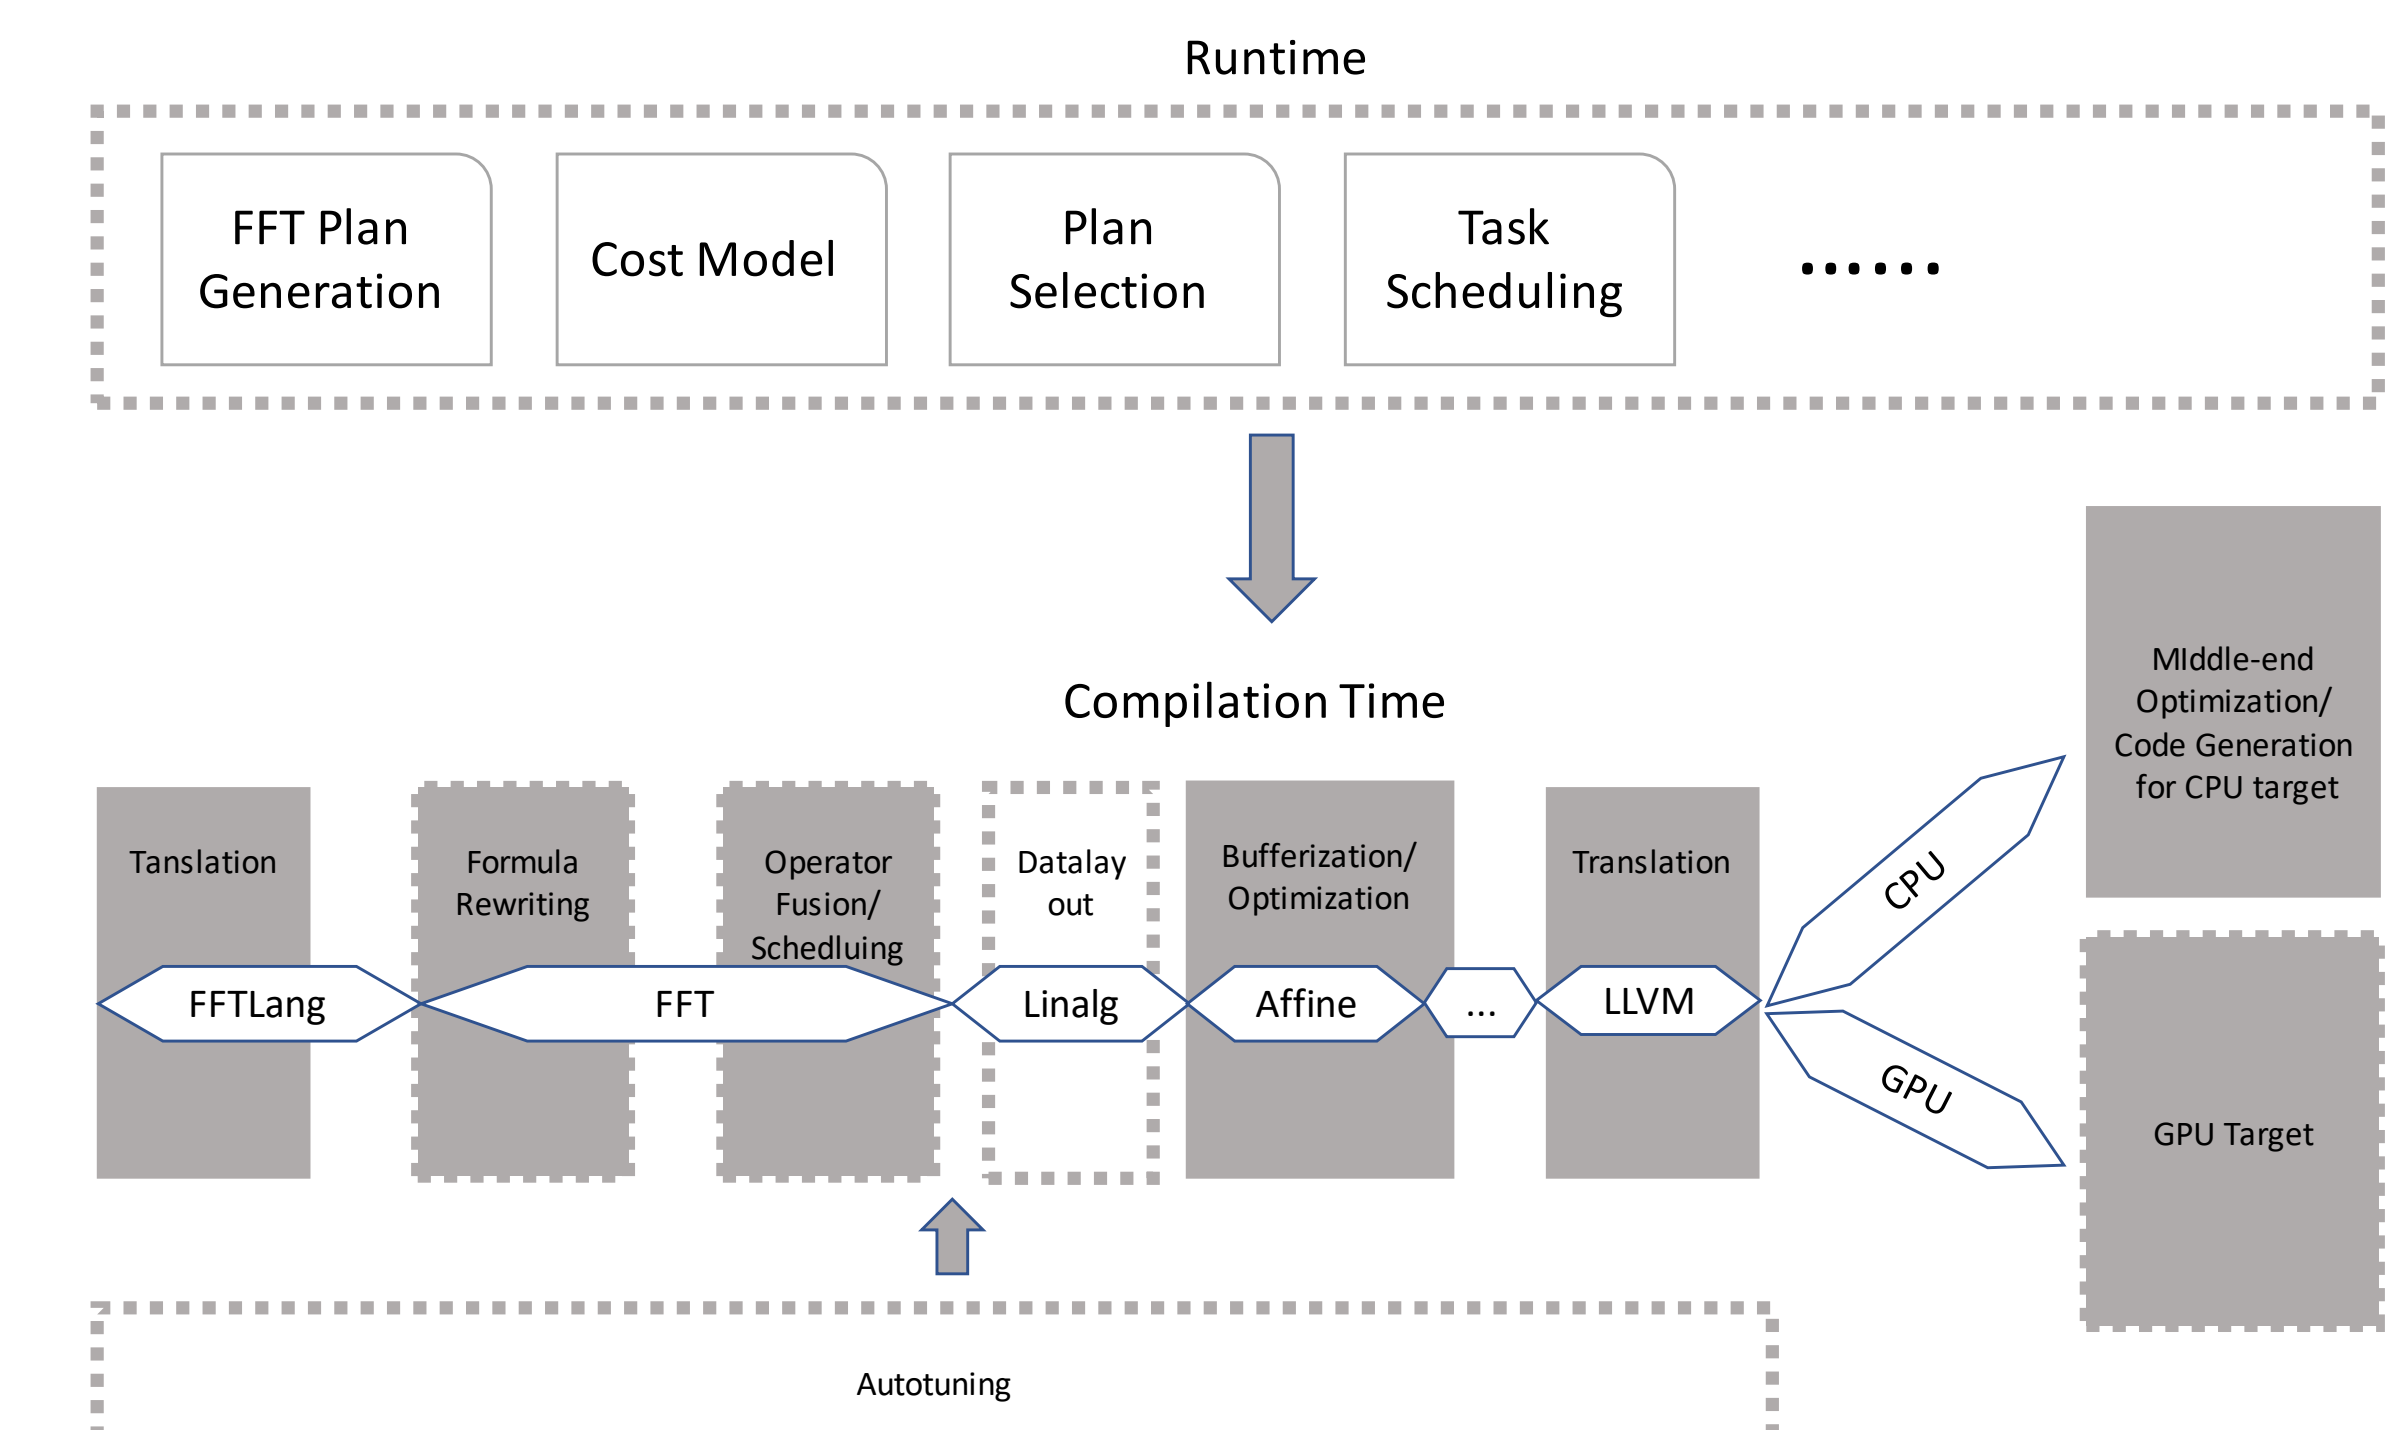 Runtime
FFT Plan
Generation
Cost Model
Plan
Selection
Task
Scheduling
......
Compilation Time
Tanslation
Formula
Rewriting
Operator
Fusion/
Schedluing
Datalay
out
Bufferization/
Optimization
Translation
FFTLang
FFT
Linalg
Affine
...
LLVM
CPU
GPU
MIddle-end
Optimization/
Code Generation
for CPU target
GPU Target
Autotuning